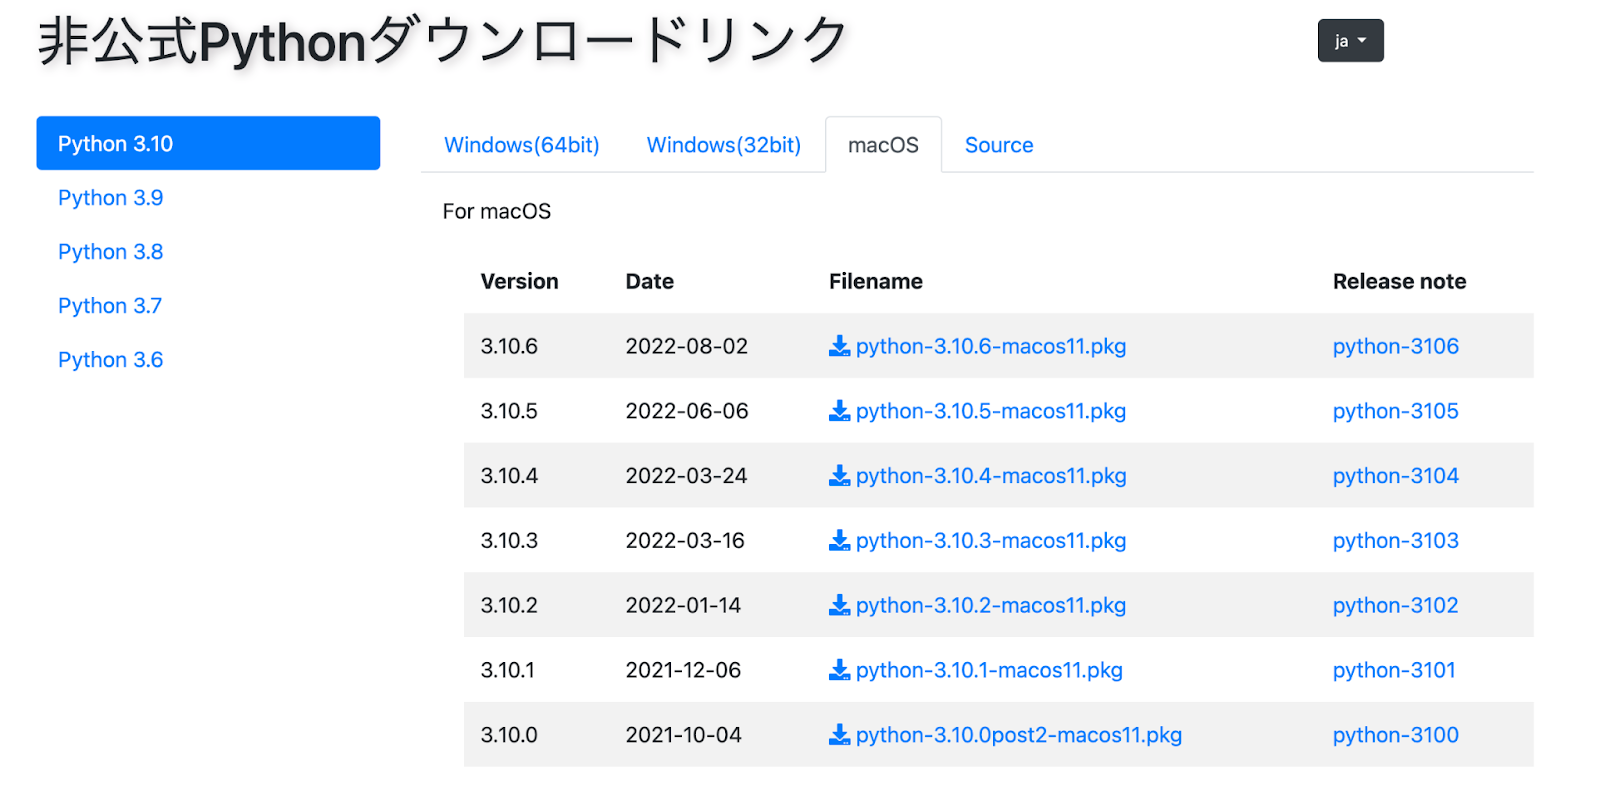 非公式Pythonダウンロードリンク
ja
Python 3.10
Python 3.9
Python 3.8
Python 3.7
Python 3.6
Windows(64bit) Windows(32bit) macOS Source
For macOS
Version Date Filename Release note
3.10.6 2022-08-02 python-3.10.6-macos11.pkg python-3106
3.10.5 2022-06-06 python-3.10.5-macos11.pkg python-3105
3.10.4 2022-03-24 python-3.10.4-macos11.pkg python-3104
3.10.3 2022-03-16 python-3.10.3-macos11.pkg python-3103
3.10.2 2022-01-14 python-3.10.2-macos11.pkg python-3102
3.10.1 2021-12-06 python-3.10.1-macos11.pkg python-3101
3.10.0 2021-10-04 python-3.10.0post2-macos11.pkg python-3100